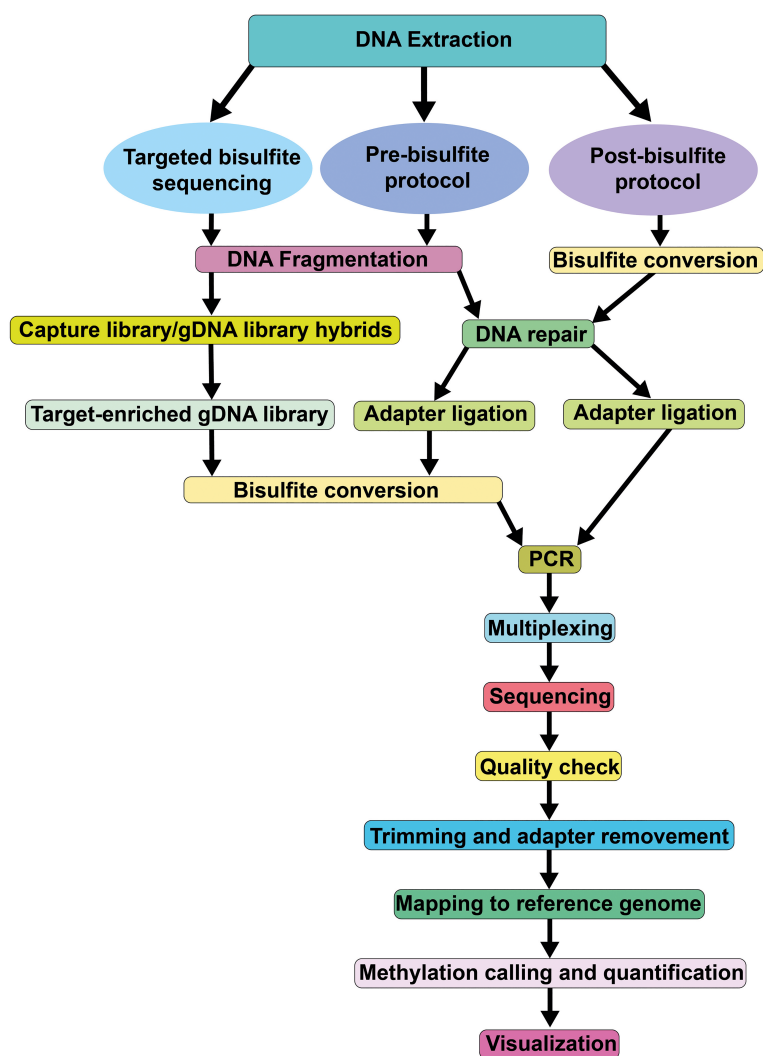 DNA Extraction
Targeted bisulfite
sequencing
Pre-bisulfite
protocol
Post-bisulfite
protocol
DNA Fragmentation
Bisulfite conversion
Capture library/gDNA library hybrids
DNA repair
Target-enriched gDNA library
Adapter ligation
Adapter ligation
Bisulfite conversion
PCR
Multiplexing
Sequencing
Quality check
Trimming and adapter removement
Mapping to reference genome
Methylation calling and quantification
Visualization